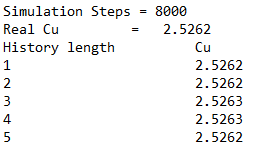 Simulation Steps = 8000
Real Cu = 2.5262
History length Cu
1 2.5262
2 2.5262
3 2.5263
4 2.5263
5 2.5262